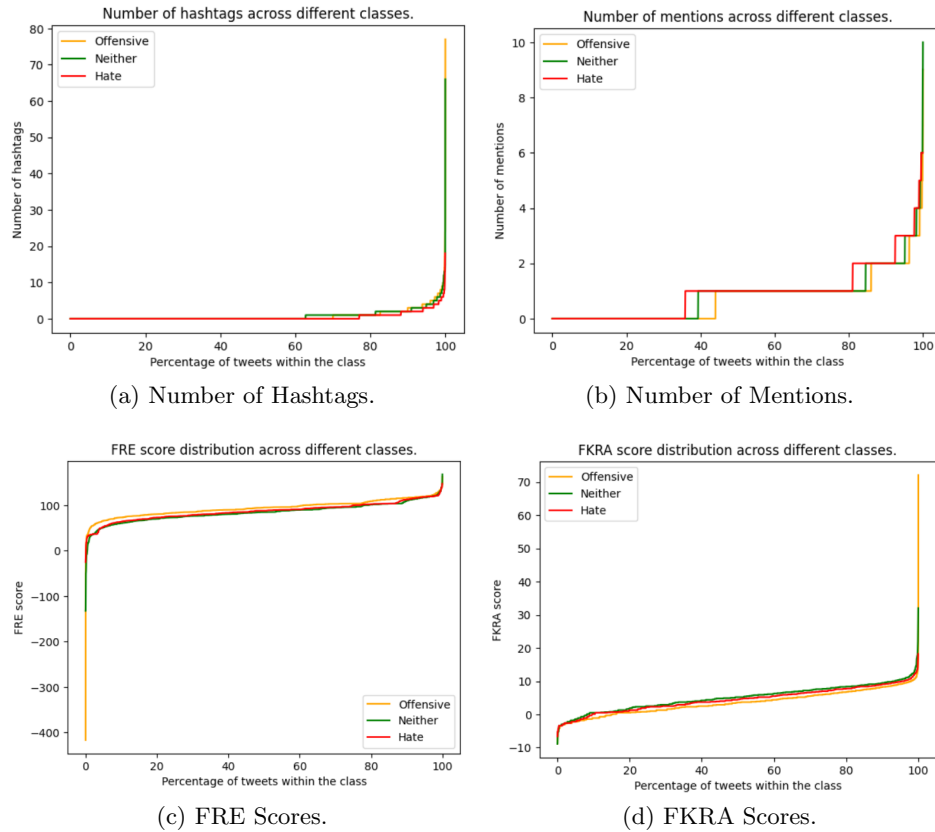 Number of hashtags across different classes.
80
70
60
50
40
30
20
10
0
Number of hashtags
Offensive
Neither
Hate
0 20 40 60 80 100
Percentage of tweets within the class
(a) Number of Hashtags.
Number of mentions across different classes.
10
8
6
4
2
0
Number of mentions
Offensive
Neither
Hate
0 20 40 60 80 100
Percentage of tweets within the class
(b) Number of Mentions.
FRE score distribution across different classes.
100
0
−100
−200
−300
−400
FRE score
Offensive
Neither
Hate
0 20 40 60 80 100
Percentage of tweets within the class
(c) FRE Scores.
FKRA score distribution across different classes.
70
60
50
40
30
20
10
0
−10
FKRA score
Offensive
Neither
Hate
0 20 40 60 80 100
Percentage of tweets within the class
(d) FKRA Scores.